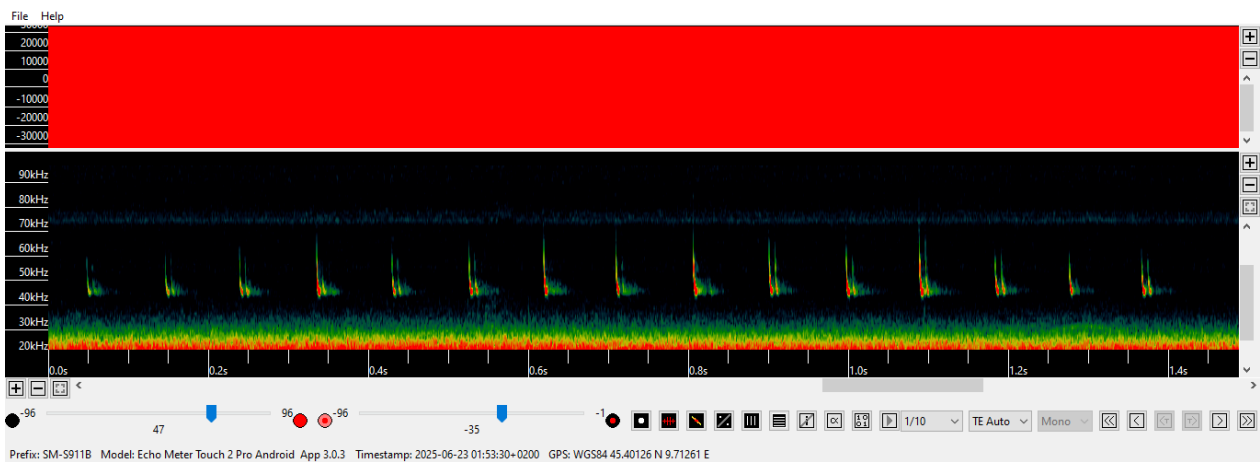 File Help
30000
20000
10000
0
-10000
-20000
-30000
90kHz
80kHz
70kHz
60kHz
50kHz
40kHz
30kHz
20kHz
0.0s 0.2s 0.4s 0.6s 0.8s 1.0s 1.2s 1.4s
-96 96 -96 -1
47 -35
1/10 TE Auto Mono
Prefix: SM-S911B Model: Echo Meter Touch 2 Pro Android App 3.0.3 Timestamp: 2025-06-23 01:53:30+0200 GPS: WGS84 45.40126 N 9.71261 E